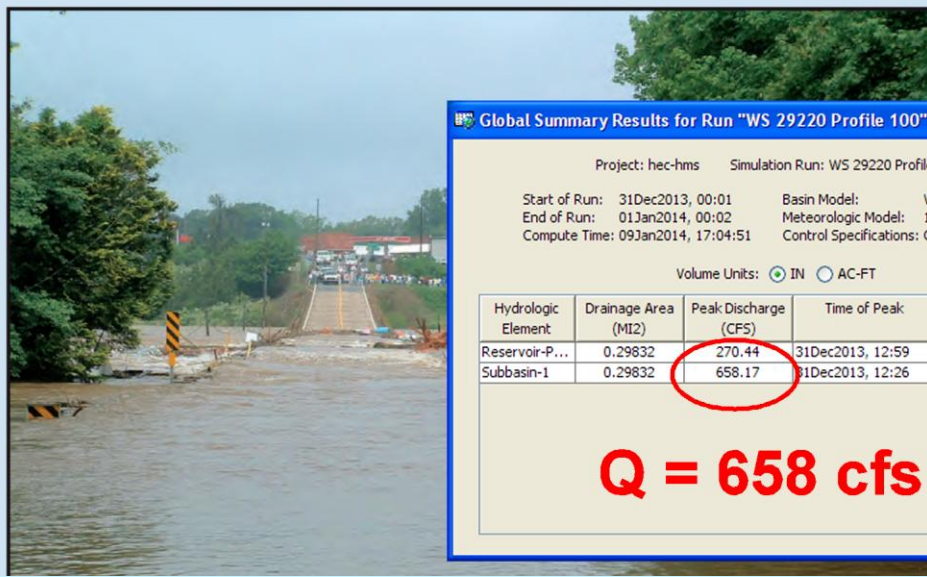 Global Summary Results for Run "WS 29220 Profile 100"
Project: hec-hms Simulation Run: WS 29220 Profil
Start of Run: 31Dec2013, 00:01 Basin Model:
End of Run: 01Jan2014, 00:02 Meteorologic Model: 1
Compute Time: 09Jan2014, 17:04:51 Control Specifications:
Volume Units: IN AC-FT
Hydrologic Element Drainage Area (MI2) Peak Discharge (CFS) Time of Peak
Reservoir-P... 0.29832 270.44 31Dec2013, 12:59
Subbasin-1 0.29832 658.17 31Dec2013, 12:26
Q = 658 cfs